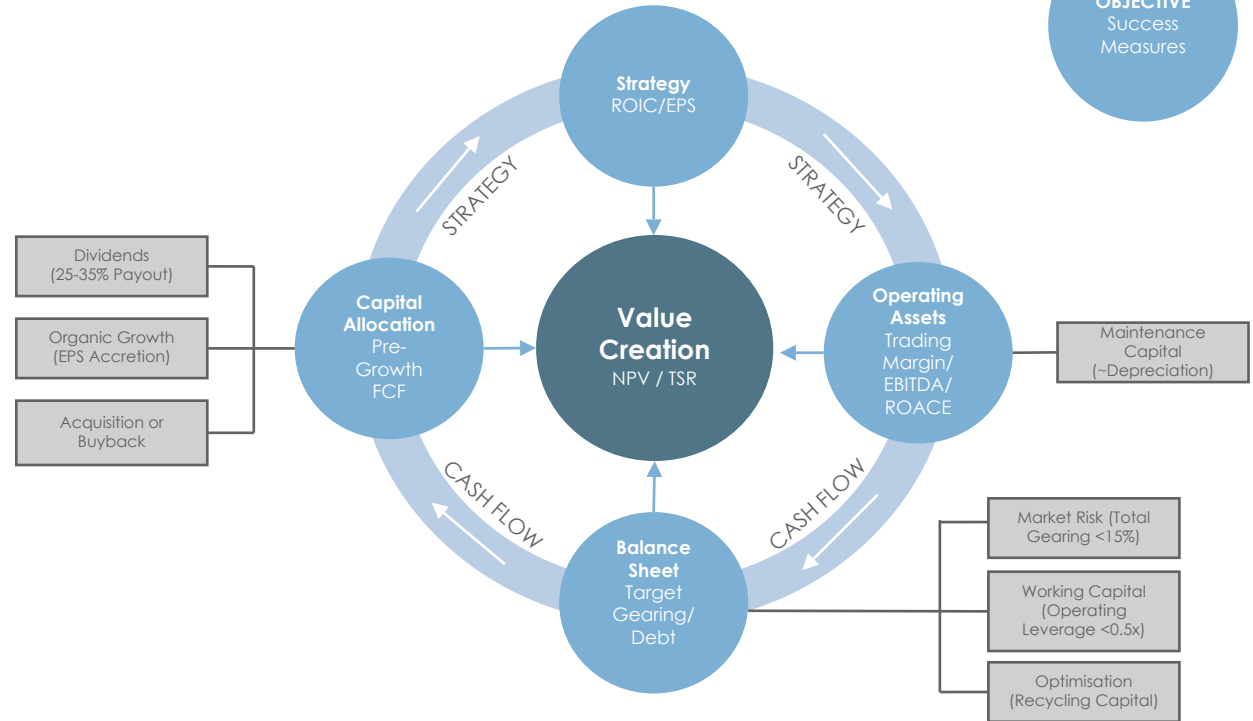 OBJECTIVE
Success
Measures
Strategy
ROIC/EPS
STRATEGY
STRATEGY
Dividends
(25-35% Payout)
Organic Growth
(EPS Accretion)
Acquisition or
Buyback
Capital
Allocation
Pre-
Growth
FCF
Value
Creation
NPV / TSR
Operating
Assets
Trading
Margin/
EBITDA/
ROACE
Maintenance
Capital
(~Depreciation)
CASH FLOW
CASH FLOW
Balance
Sheet
Target
Gearing/
Debt
Market Risk (Total
Gearing <15%)
Working Capital
(Operating
Leverage <0.5x)
Optimisation
(Recycling Capital)